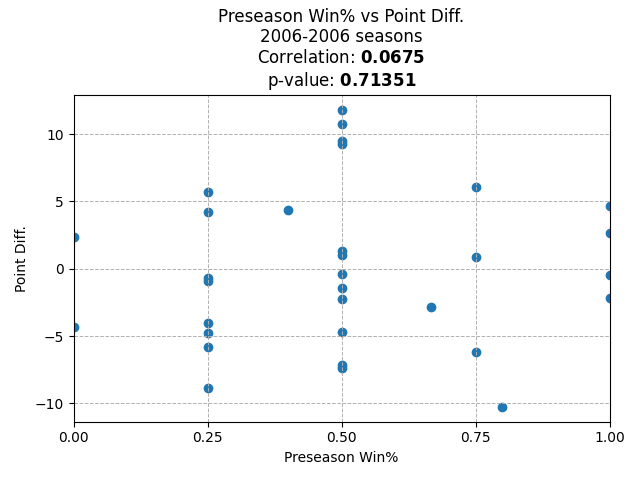 Preseason Win% vs Point Diff.
2006-2006 seasons
Correlation: 0.0675
p-value: 0.71351
10
5
0
−5
−10
Point Diff.
0.00 0.25 0.50 0.75 1.00
Preseason Win%